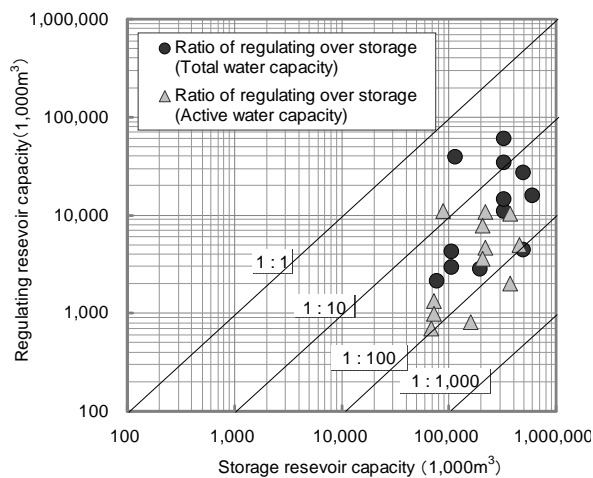 1,000,000
100,000
10,000
1,000
100
Regulating resevoir capacity (1,000m³)
Ratio of regulating over storage
(Total water capacity)
Ratio of regulating over storage
(Active water capacity)
1 : 1
1 : 10
1 : 100
1 : 1,000
100 1,000 10,000 100,000 1,000,000
Storage resevoir capacity (1,000m³)